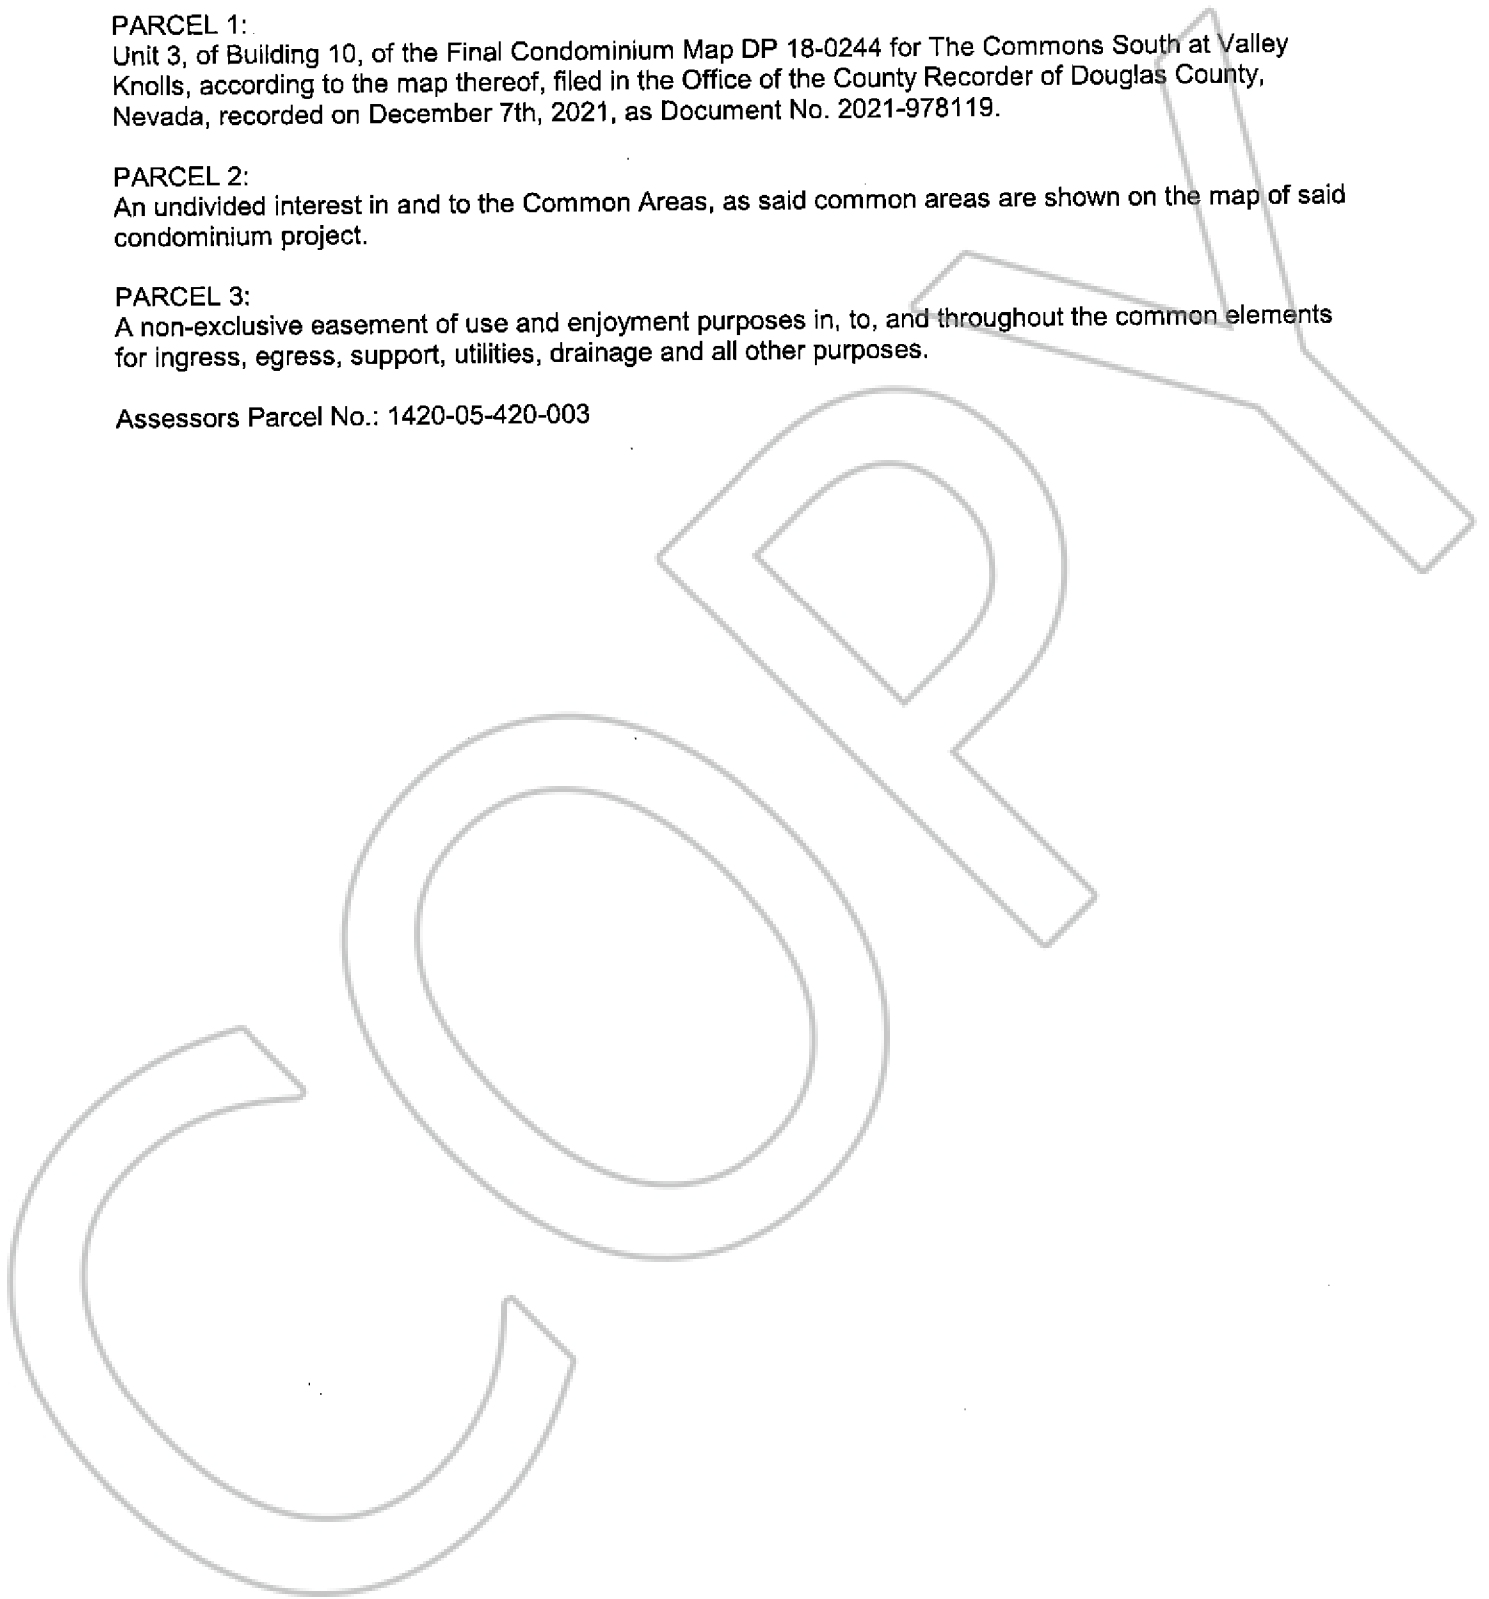 PARCEL 1:
Unit 3, of Building 10, of the Final Condominium Map DP 18-0244 for The Commons South at Valley
Knolls, according to the map thereof, filed in the Office of the County Recorder of Douglas County,
Nevada, recorded on December 7th, 2021, as Document No. 2021-978119.
PARCEL 2:
An undivided interest in and to the Common Areas, as said common areas are shown on the map of said
condominium project.
PARCEL 3:
A non-exclusive easement of use and enjoyment purposes in, to, and throughout the common elements
for ingress, egress, support, utilities, drainage and all other purposes.
Assessors Parcel No.: 1420-05-420-003
COPY